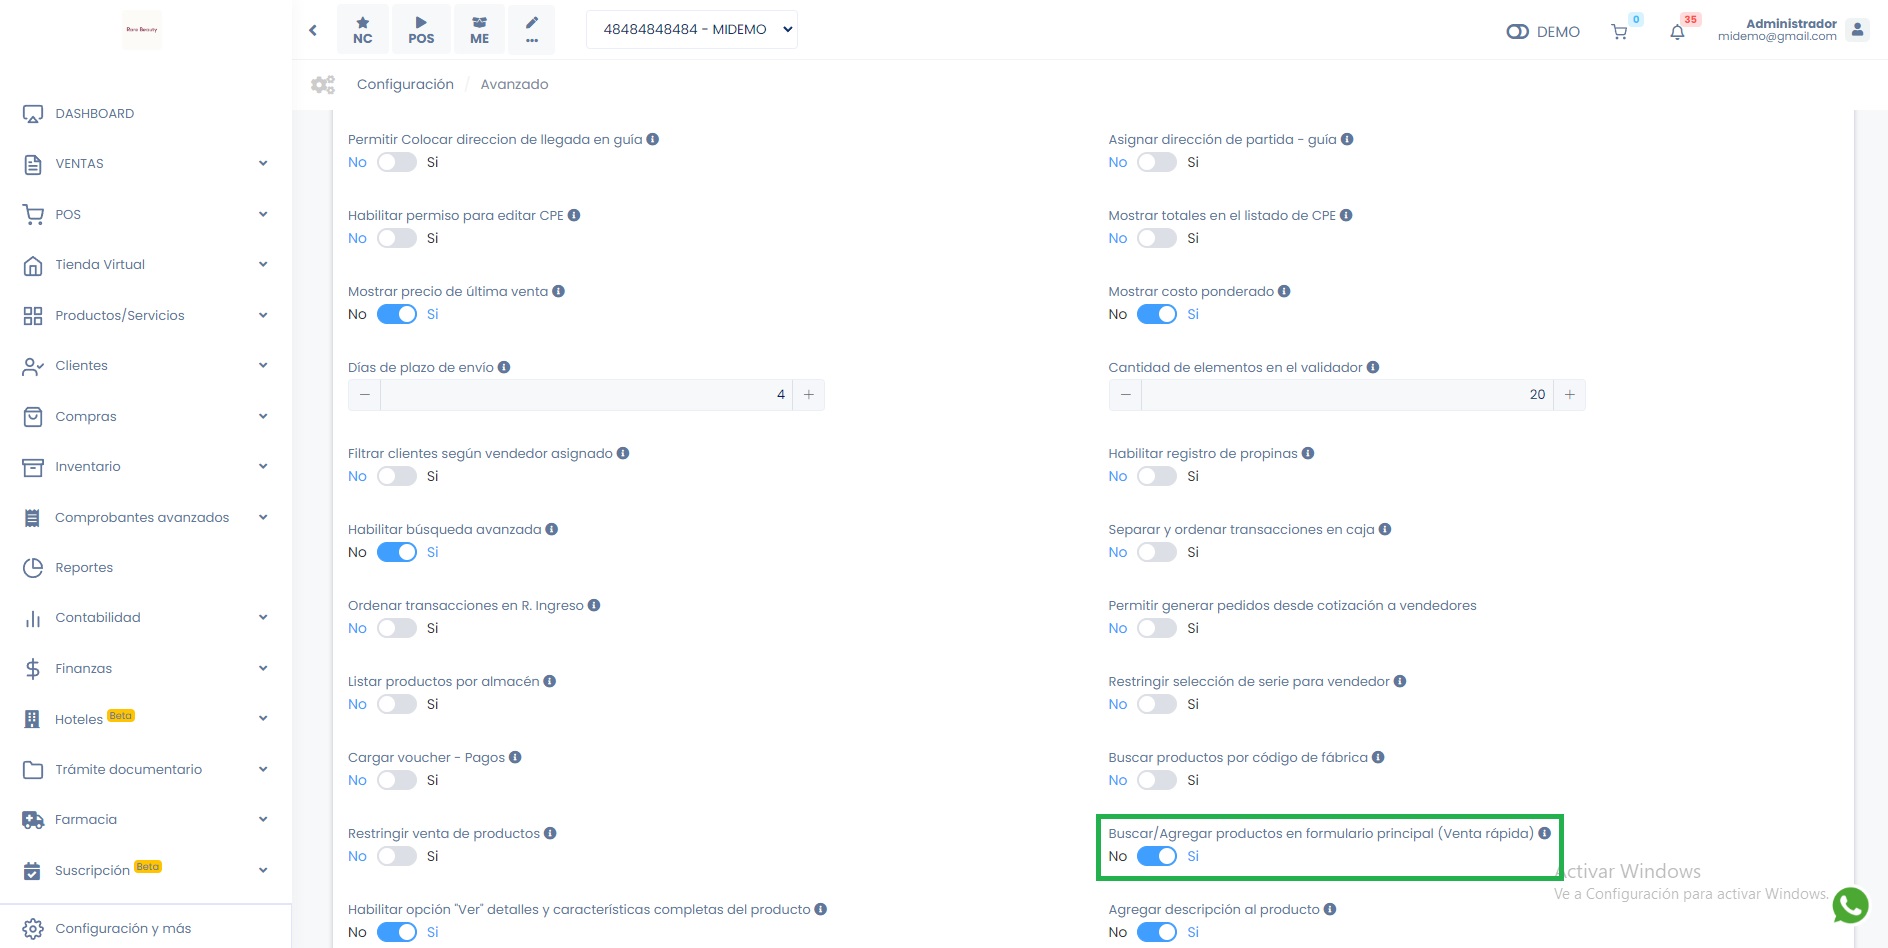 Rare Beauty
NC
POS
ME
...
48484848484 - MIDEMO
DEMO
0
35
Administrador
midemo@gmail.com
Configuración / Avanzado
DASHBOARD
VENTAS
POS
Tienda Virtual
Productos/Servicios
Clientes
Compras
Inventario
Comprobantes avanzados
Reportes
Contabilidad
Finanzas
Hoteles Beta
Trámite documentario
Farmacia
Suscripción Beta
Configuración y más
Permitir Colocar direccion de llegada en guía
No Si
Asignar dirección de partida - guía
No Si
Habilitar permiso para editar CPE
No Si
Mostrar totales en el listado de CPE
No Si
Mostrar precio de última venta
No Si
Mostrar costo ponderado
No Si
Días de plazo de envío
− 4 +
Cantidad de elementos en el validador
− 20 +
Filtrar clientes según vendedor asignado
No Si
Habilitar registro de propinas
No Si
Habilitar búsqueda avanzada
No Si
Separar y ordenar transacciones en caja
No Si
Ordenar transacciones en R. Ingreso
No Si
Permitir generar pedidos desde cotización a vendedores
No Si
Listar productos por almacén
No Si
Restringir selección de serie para vendedor
No Si
Cargar voucher - Pagos
No Si
Buscar productos por código de fábrica
No Si
Restringir venta de productos
No Si
Buscar/Agregar productos en formulario principal (Venta rápida)
No Si
Habilitar opción "Ver" detalles y características completas del producto
No Si
Agregar descripción al producto
No Si
Activar Windows
Ve a Configuración para activar Windows.